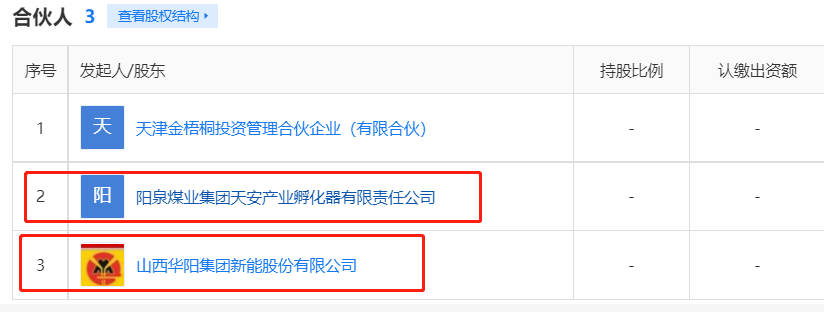 合伙人 3 查看股权结构 ›
序号 发起人/股东 持股比例 认缴出资额
1 天 天津金梧桐投资管理合伙企业（有限合伙） - -
2 阳 阳泉煤业集团天安产业孵化器有限责任公司 - -
3 山西华阳集团新能股份有限公司 - -